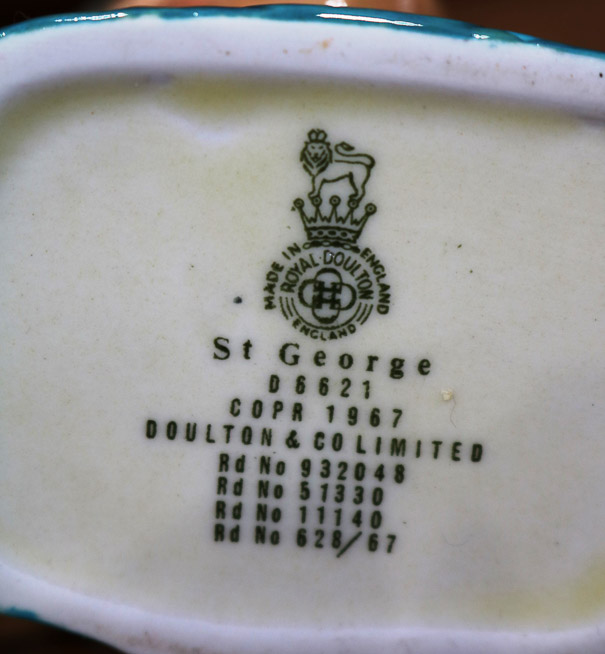 MADE IN ENGLAND
ROYAL·DOULTON
ENGLAND
St George
D 6621
COPR 1967
DOULTON & CO LIMITED
Rd No 932048
Rd No 51330
Rd No 11140
Rd No 628/67